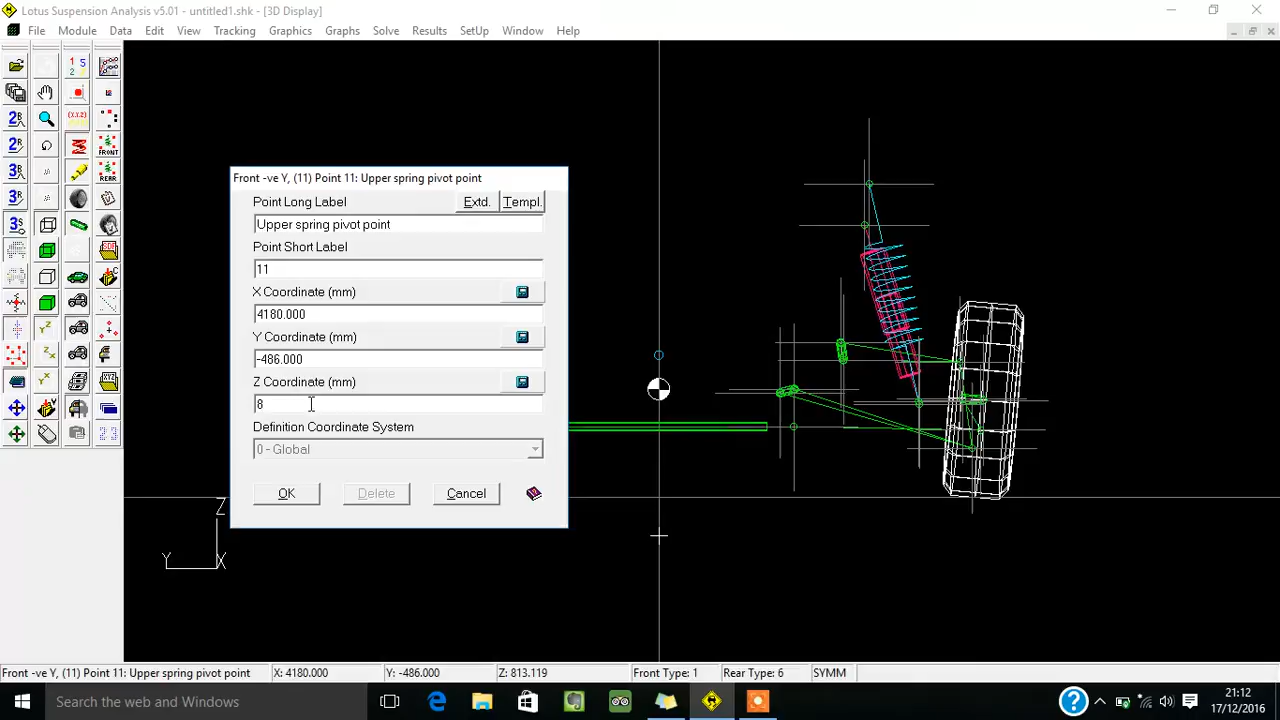 Lotus Suspension Analysis v5.01 - untitled1.shk - [3D Display]
File Module Data Edit View Tracking Graphics Graphs Solve Results SetUp Window Help
Front -ve Y, (11) Point 11: Upper spring pivot point
Point Long Label Extd. Templ.
Upper spring pivot point
Point Short Label
11
X Coordinate (mm)
4180.000
Y Coordinate (mm)
-486.000
Z Coordinate (mm)
8
Definition Coordinate System
0 - Global
OK Delete Cancel
Z
Y X
Front -ve Y, (11) Point 11: Upper spring pivot point X: 4180.000 Y: -486.000 Z: 813.119 Front Type: 1 Rear Type: 6 SYMM
Search the web and Windows
21:12
17/12/2016